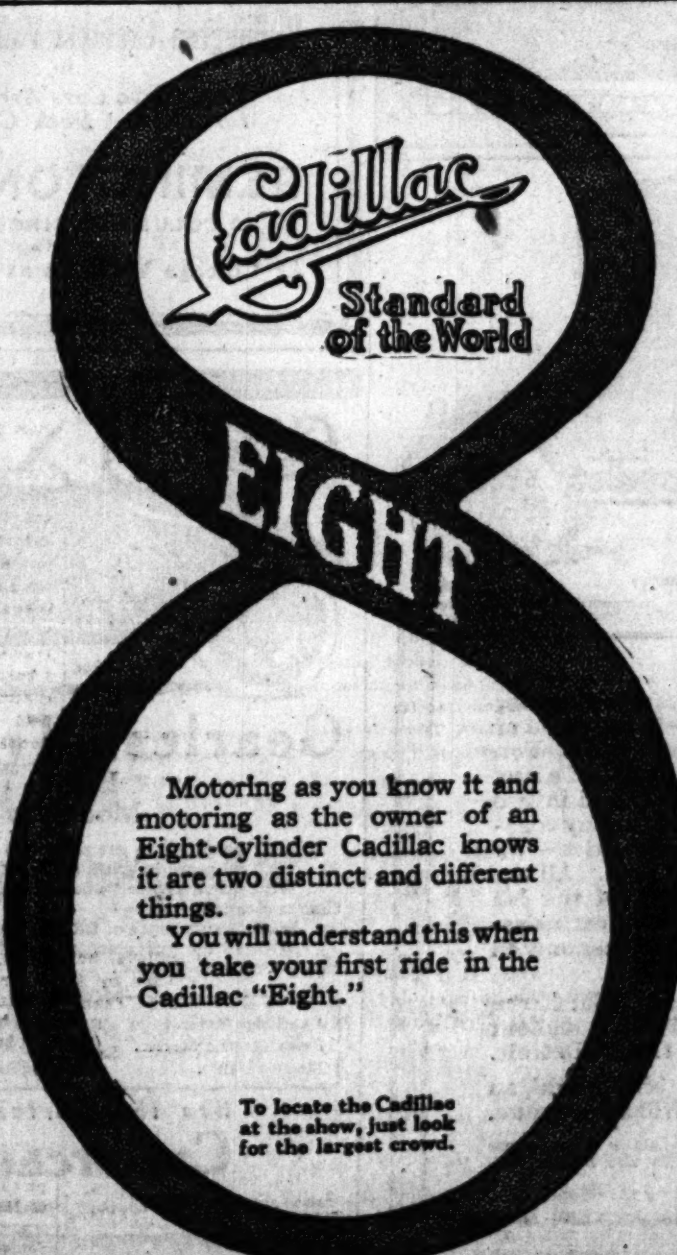 Cadillac
Standard
of the World
EIGHT
Motoring as you know it and
motoring as the owner of an
Eight-Cylinder Cadillac knows
it are two distinct and different
things.
You will understand this when
you take your first ride in the
Cadillac "Eight."
To locate the Cadillac
at the show, just look
for the largest crowd.